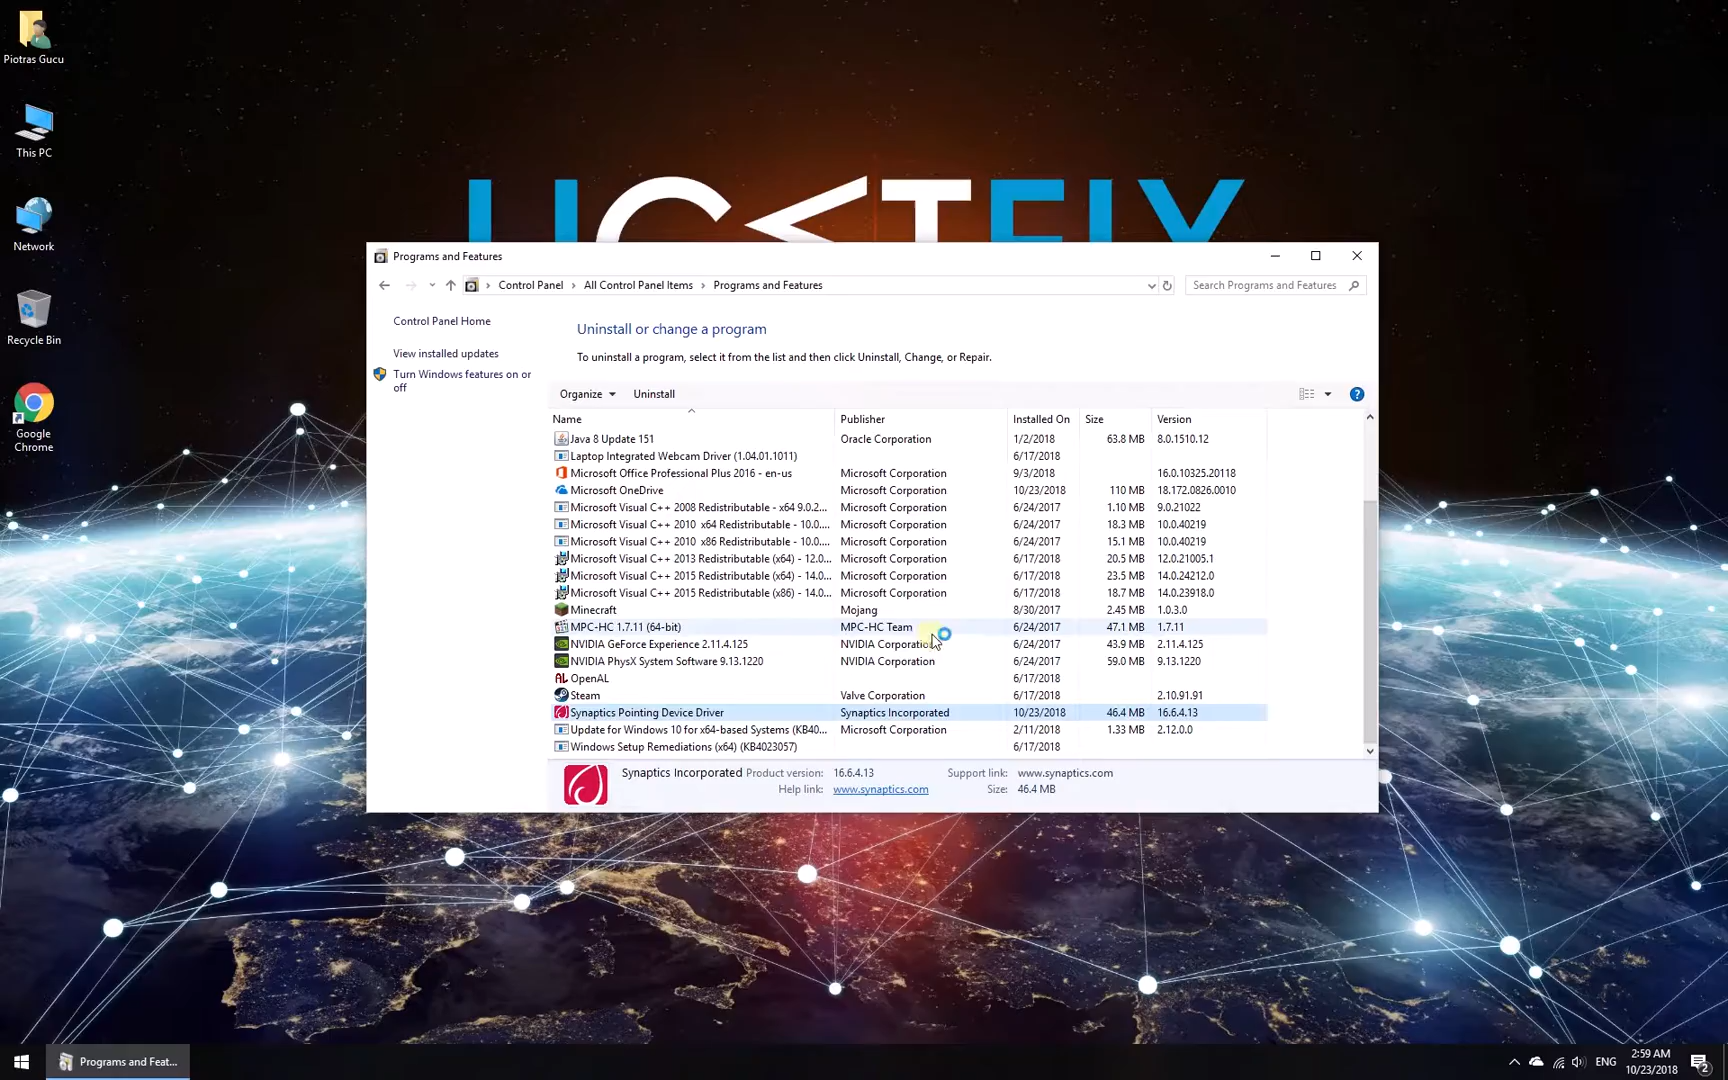 Piotras Gucu
This PC
Network
Recycle Bin
Google
Chrome
Programs and Features
Control Panel
All Control Panel Items
Programs and Features
Search Programs and Features
Control Panel Home
View installed updates
Turn Windows features on or
off
Uninstall or change a program
To uninstall a program, select it from the list and then click Uninstall, Change, or Repair.
Organize
Uninstall
Name Publisher Installed On Size Version
Java 8 Update 151 Oracle Corporation 1/2/2018 63.8 MB 8.0.1510.12
Laptop Integrated Webcam Driver (1.04.01.1011) 6/17/2018
Microsoft Office Professional Plus 2016 - en-us Microsoft Corporation 9/3/2018 16.0.10325.20118
Microsoft OneDrive Microsoft Corporation 10/23/2018 110 MB 18.172.0826.0010
Microsoft Visual C++ 2008 Redistributable - x64 9.0.2... Microsoft Corporation 6/24/2017 1.10 MB 9.0.21022
Microsoft Visual C++ 2010 x64 Redistributable - 10.0.... Microsoft Corporation 6/24/2017 18.3 MB 10.0.40219
Microsoft Visual C++ 2010 x86 Redistributable - 10.0.... Microsoft Corporation 6/24/2017 15.1 MB 10.0.40219
Microsoft Visual C++ 2013 Redistributable (x64) - 12.0... Microsoft Corporation 6/17/2018 20.5 MB 12.0.21005.1
Microsoft Visual C++ 2015 Redistributable (x64) - 14.0... Microsoft Corporation 6/17/2018 23.5 MB 14.0.24212.0
Microsoft Visual C++ 2015 Redistributable (x86) - 14.0... Microsoft Corporation 6/17/2018 18.7 MB 14.0.23918.0
Minecraft Mojang 8/30/2017 2.45 MB 1.0.3.0
MPC-HC 1.7.11 (64-bit) MPC-HC Team 6/24/2017 47.1 MB 1.7.11
NVIDIA GeForce Experience 2.11.4.125 NVIDIA Corporation 6/24/2017 43.9 MB 2.11.4.125
NVIDIA PhysX System Software 9.13.1220 NVIDIA Corporation 6/24/2017 59.0 MB 9.13.1220
OpenAL 6/17/2018
Steam Valve Corporation 6/17/2018 2.10.91.91
Synaptics Pointing Device Driver Synaptics Incorporated 10/23/2018 46.4 MB 16.6.4.13
Update for Windows 10 for x64-based Systems (KB40... Microsoft Corporation 2/11/2018 1.33 MB 2.12.0.0
Windows Setup Remediations (x64) (KB4023057) 6/17/2018
Synaptics Incorporated Product version: 16.6.4.13 Support link: www.synaptics.com
Help link: www.synaptics.com Size: 46.4 MB
Programs and Feat...
ENG
2:59 AM
10/23/2018
2